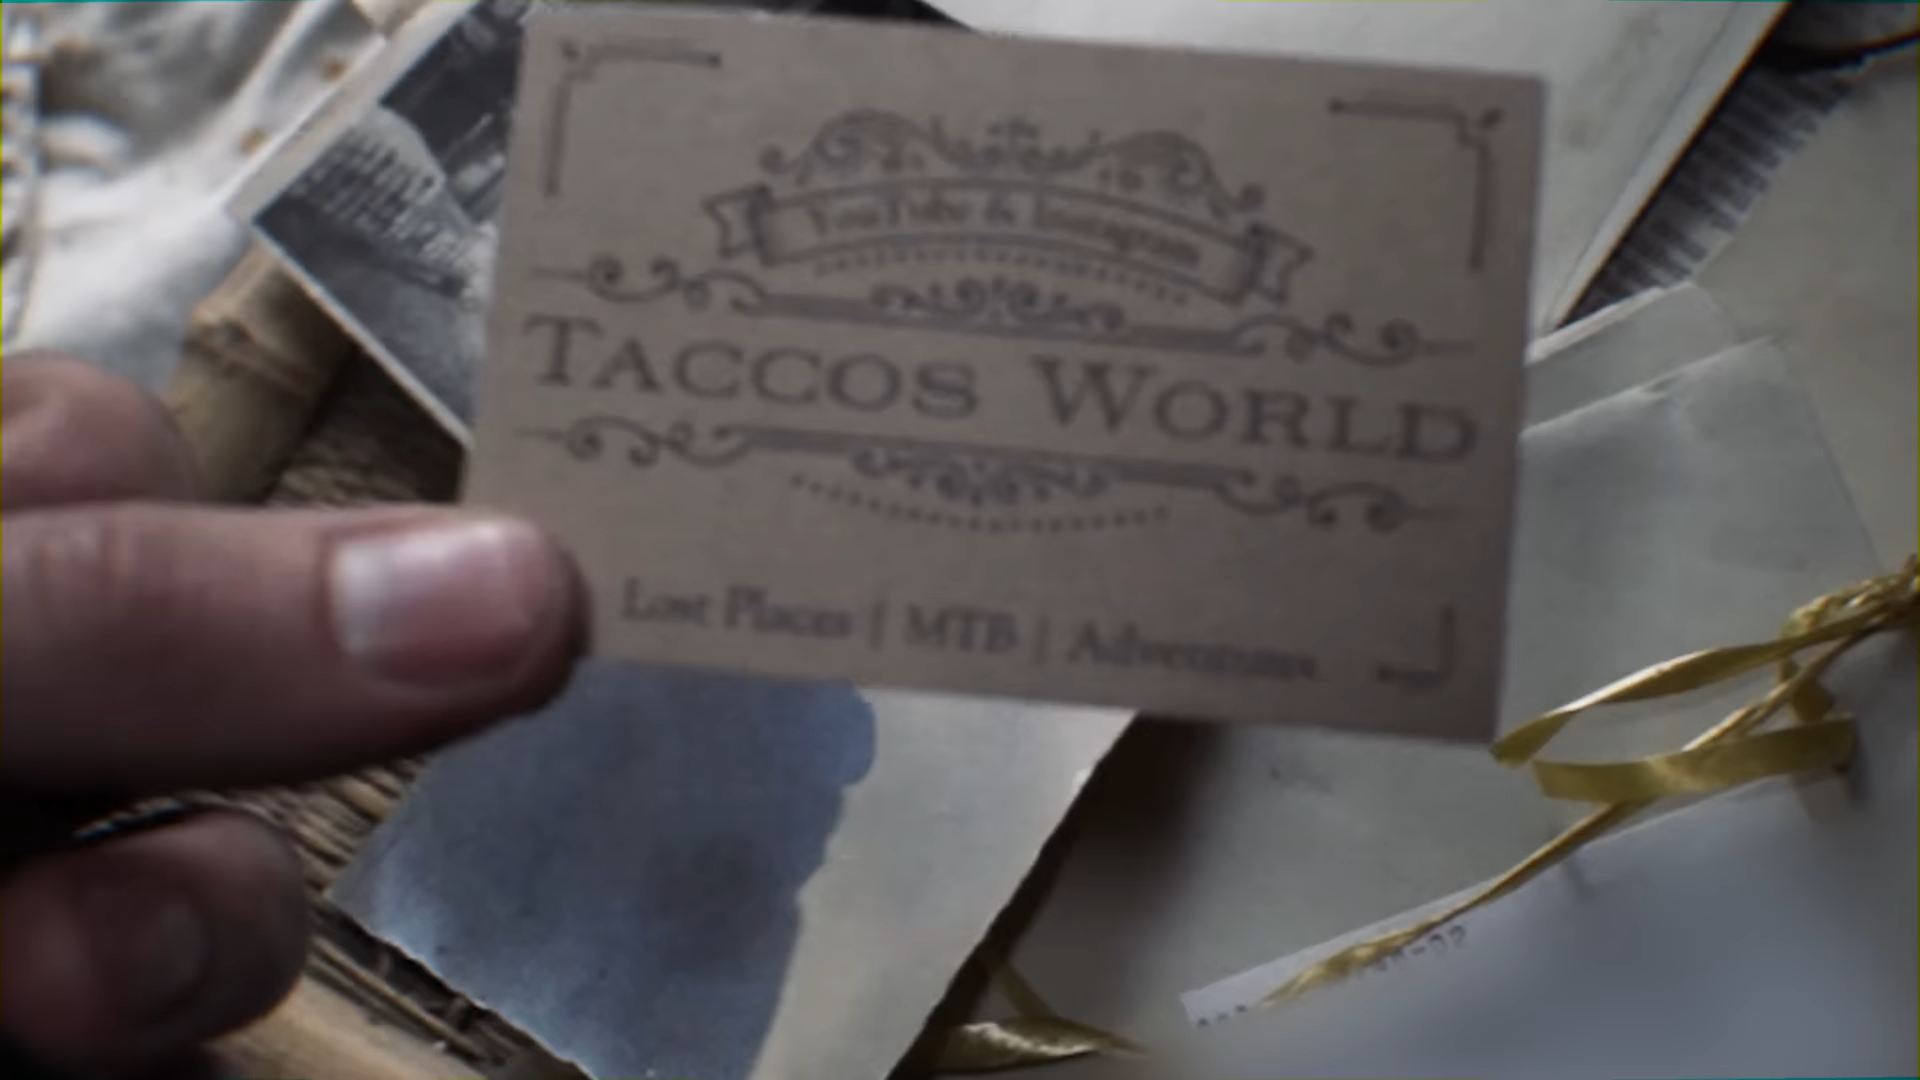 YouTube & Instagram
TACCOS WORLD
Lost Places | MTB | Adventures